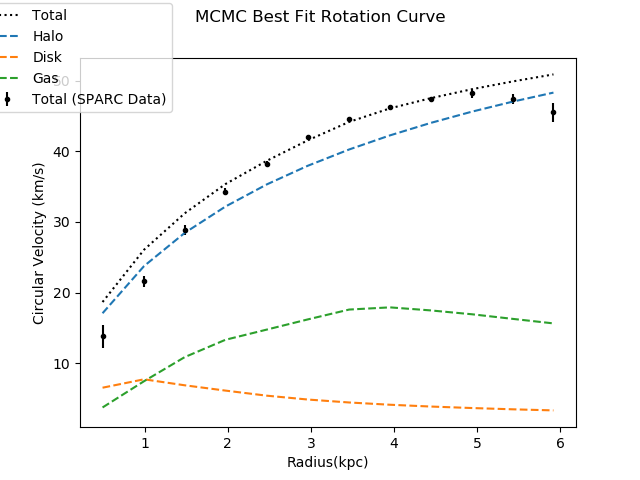 MCMC Best Fit Rotation Curve
Total
Halo
Disk
Gas
Total (SPARC Data)
50
40
30
20
10
Circular Velocity (km/s)
1 2 3 4 5 6
Radius(kpc)